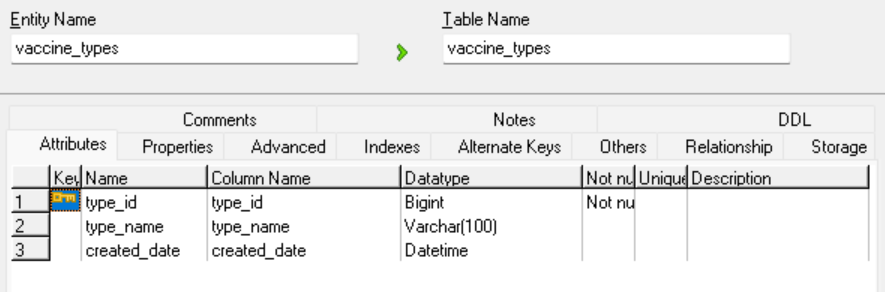 Entity Name Table Name
vaccine_types vaccine_types
Comments Notes DDL
Attributes Properties Advanced Indexes Alternate Keys Others Relationship Storage
Key Name Column Name Datatype Not nu Unique Description
1 type_id type_id Bigint Not nu
2 type_name type_name Varchar(100)
3 created_date created_date Datetime